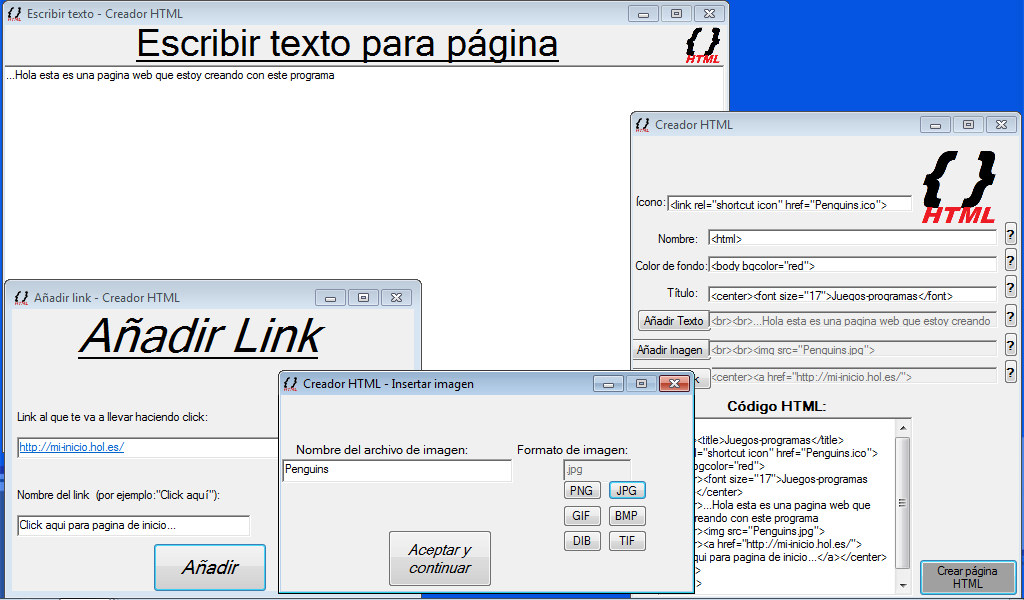 Escribir texto - Creador HTML
Escribir texto para página
HTML
...Hola esta es una pagina web que estoy creando con este programa
Creador HTML
HTML
Ícono:
<link rel="shortcut icon" href="Penguins.ico">
Nombre:
<html>
?
Color de fondo:
<body bgcolor="red">
?
Título:
<center><font size="17">Juegos-programas</font>
?
Añadir Texto
<br><br>...Hola esta es una pagina web que estoy creando
?
Añadir Inagen
<br><br><img src="Penguins.jpg">
?
k
<center><a href="http://mi-inicio.hol.es/">
?
Código HTML:
><title>Juegos-programas</title>
="shortcut icon" href="Penguins.ico">
gcolor="red">
><font size="17">Juegos-programas
</center>
>...Hola esta es una pagina web que
reando con este programa
><img src="Penguins.jpg">
><a href="http://mi-inicio.hol.es/">
qui para pagina de inicio...</a></center>
>
>
Crear página
HTML
Añadir link - Creador HTML
Añadir Link
Link al que te va a llevar haciendo click:
http://mi-inicio.hol.es/
Nombre del link (por ejemplo:"Click aquí"):
Click aqui para pagina de inicio...
Añadir
Creador HTML - Insertar imagen
Nombre del archivo de imagen:
Penguins
Formato de imagen:
.jpg
PNG
JPG
GIF
BMP
DIB
TIF
Aceptar y
continuar